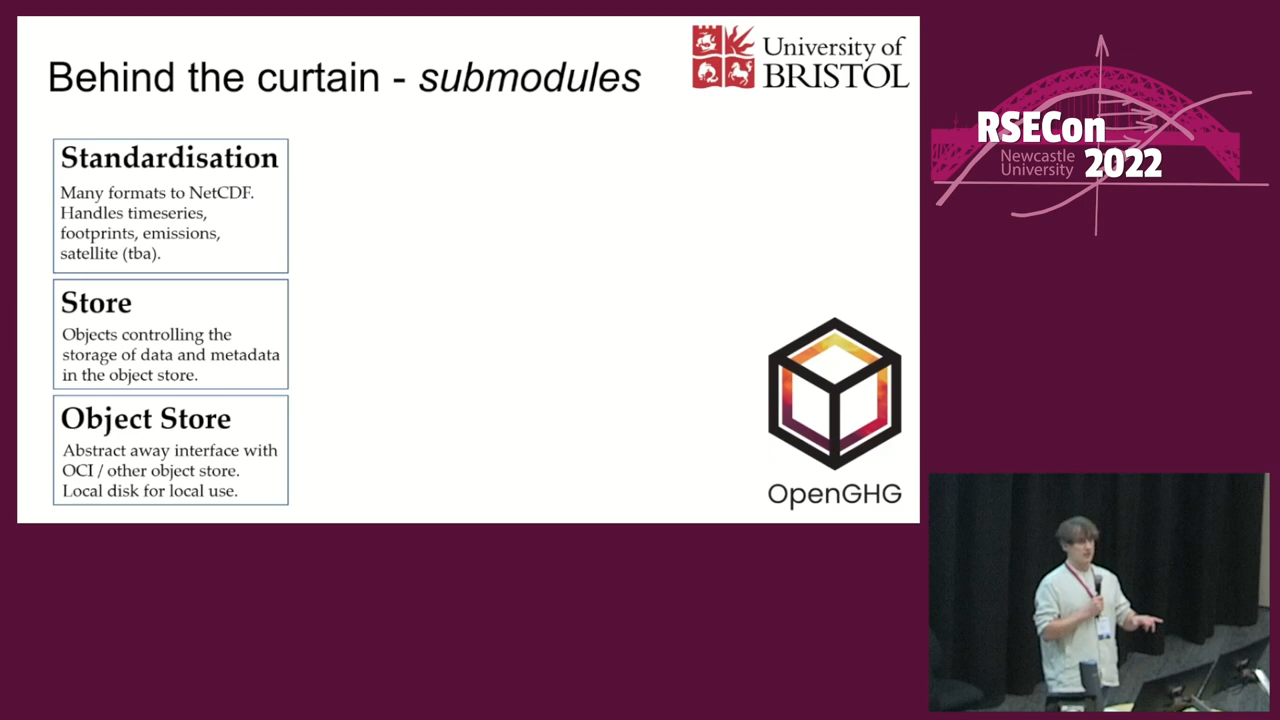 Behind the curtain - submodules
University of
BRISTOL
Standardisation
Many formats to NetCDF.
Handles timeseries,
footprints, emissions,
satellite (tba).
Store
Objects controlling the
storage of data and metadata
in the object store.
Object Store
Abstract away interface with
OCI / other object store.
Local disk for local use.
OpenGHG
RSECon
Newcastle
University
2022